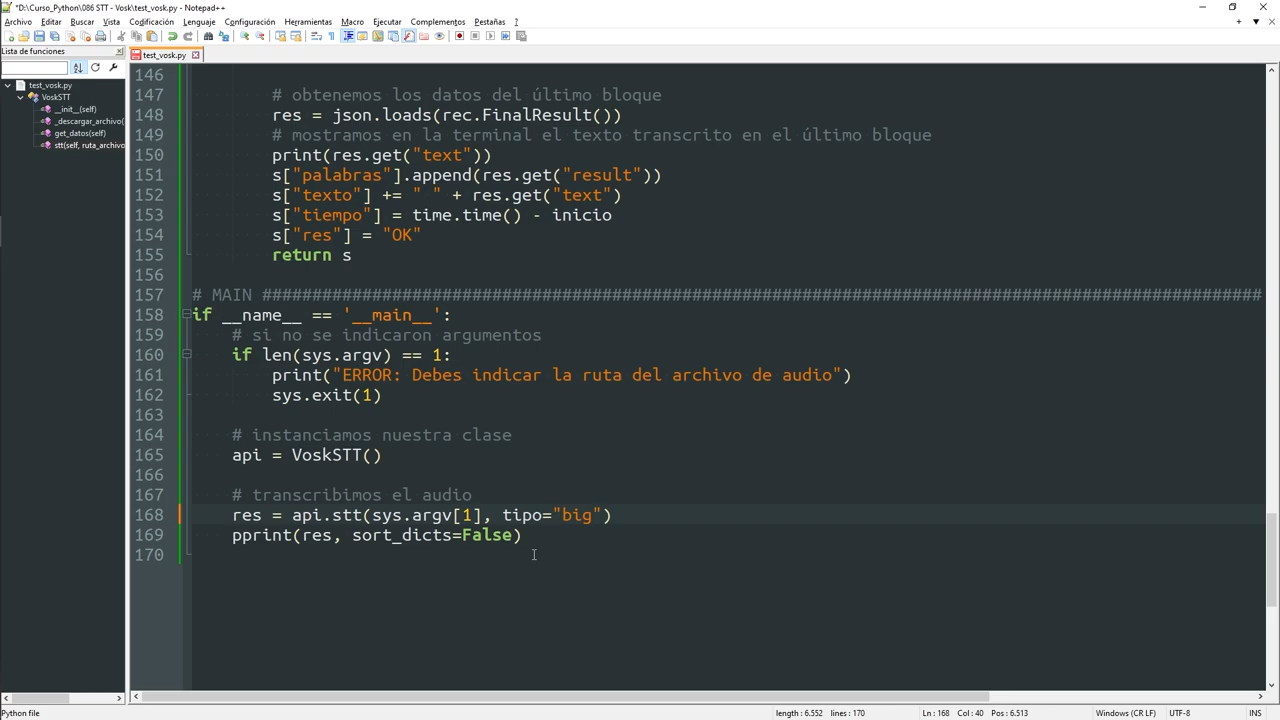 *D:\Curso_Python\086 STT - Vosk\test_vosk.py - Notepad++
Archivo Editar Buscar Vista Codificación Lenguaje Configuración Herramientas Macro Ejecutar Complementos Pestañas ?
Lista de funciones
test_vosk.py
test_vosk.py
VoskSTT
__init__(self)
_descargar_archivo(
get_datos(self)
stt(self, ruta_archivo
146
147 # obtenemos los datos del último bloque
148 res = json.loads(rec.FinalResult())
149 # mostramos en la terminal el texto transcrito en el último bloque
150 print(res.get("text"))
151 s["palabras"].append(res.get("result"))
152 s["texto"] += " " + res.get("text")
153 s["tiempo"] = time.time() - inicio
154 s["res"] = "OK"
155 return s
156
157 # MAIN ####################################################################################################
158 if __name__ == '__main__':
159 # si no se indicaron argumentos
160 if len(sys.argv) == 1:
161 print("ERROR: Debes indicar la ruta del archivo de audio")
162 sys.exit(1)
163
164 # instanciamos nuestra clase
165 api = VoskSTT()
166
167 # transcribimos el audio
168 res = api.stt(sys.argv[1], tipo="big")
169 pprint(res, sort_dicts=False)
170
Python file length : 6.552 lines : 170 Ln : 168 Col : 40 Pos : 6.513 Windows (CR LF) UTF-8 INS